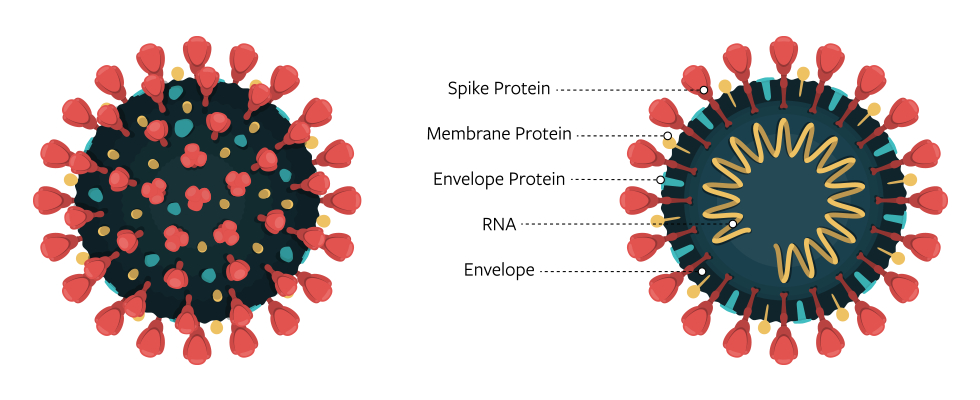 Spike Protein
Membrane Protein
Envelope Protein
RNA
Envelope